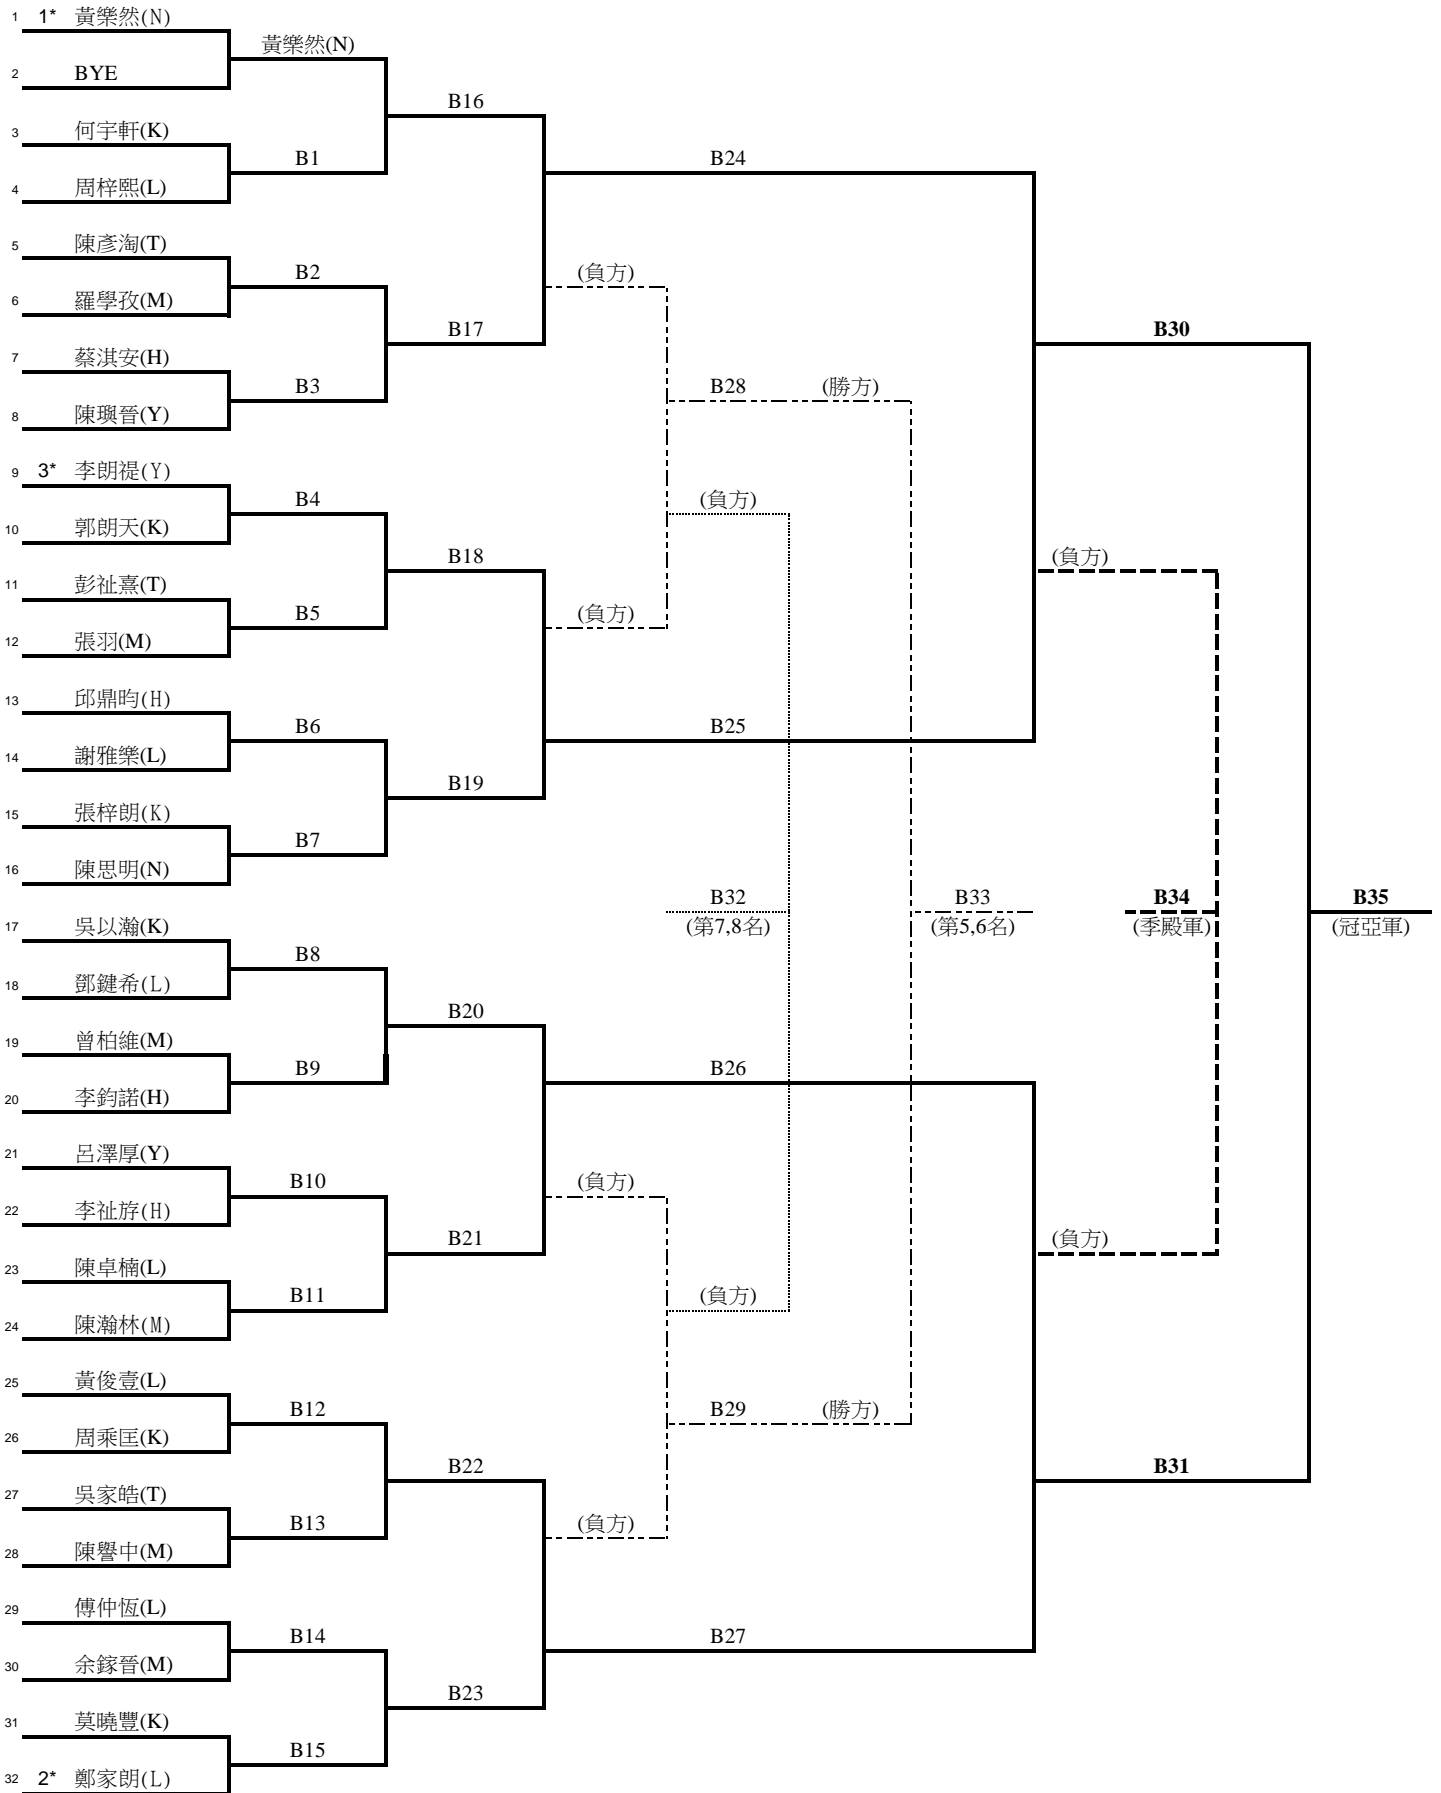 1 1* 黃樂然(N)
黃樂然(N)
2 BYE
B16
3 何宇軒(K)
B1
B24
4 周梓熙(L)
5 陳彥淘(T)
B2
(負方)
6 羅學孜(M)
B17
B30
7 蔡淇安(H)
B3
B28 (勝方)
8 陳璵晉(Y)
9 3* 李朗禔(Y)
B4
(負方)
10 郭朗天(K)
B18
(負方)
11 彭祉熹(T)
B5
(負方)
12 張羽(M)
13 邱鼎昀(H)
B6
B25
14 謝雅樂(L)
B19
15 張梓朗(K)
B7
16 陳思明(N)
B32
(第7,8名)
B33
(第5,6名)
B34
(季殿軍)
B35
(冠亞軍)
17 吳以瀚(K)
B8
18 鄧鍵希(L)
B20
19 曾柏維(M)
B9
B26
20 李鈞諾(H)
21 呂澤厚(Y)
B10
(負方)
22 李祉斿(H)
B21
(負方)
23 陳卓楠(L)
B11
(負方)
24 陳瀚林(M)
25 黃俊壹(L)
B12
B29 (勝方)
26 周乘匡(K)
B22
B31
27 吳家皓(T)
B13
(負方)
28 陳譽中(M)
29 傅仲恆(L)
B14
B27
30 余鎵晉(M)
B23
31 莫曉豐(K)
B15
32 2* 鄭家朗(L)